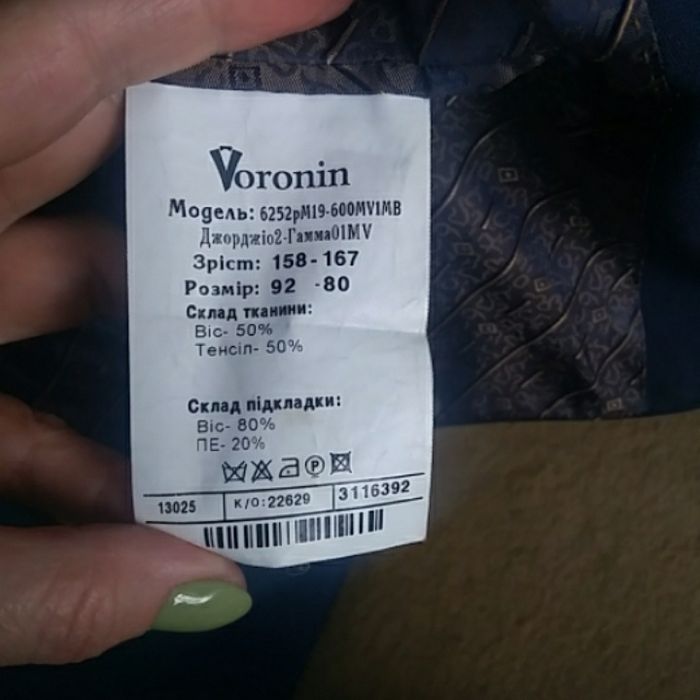 Voronin
Модель: 6252рМ19-600MV1MB
Джорджіо2-Гамма01MV
Зріст: 158-167
Розмір: 92 -80
Склад тканини:
Віс- 50%
Тенсіл- 50%
Склад підкладки:
Віс- 80%
ПЕ- 20%
P
13025 К/О:22629 3116392